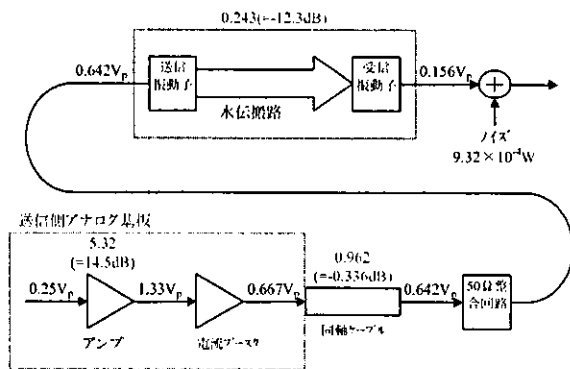 0.243(=-12.3dB)
0.642Vp
送信
振動子
受信
振動子
0.156Vp
水伝搬路
ノイズ
9.32×10⁻⁴W
送信側アナログ基板
5.32
(=14.5dB)
0.25Vp
1.33Vp
0.667Vp
アンプ
電流ブースタ
0.962
(=-0.336dB)
同軸ケーブル
0.642Vp
50Ω整
合回路